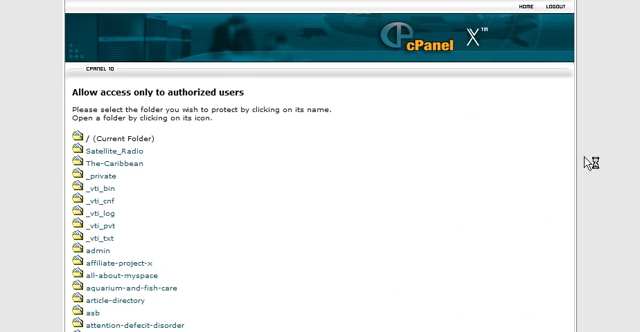 HOME LOGOUT
cPanel X™
CPANEL 10
Allow access only to authorized users
Please select the folder you wish to protect by clicking on its name.
Open a folder by clicking on its icon.
/ (Current Folder)
Satellite_Radio
The-Caribbean
_private
_vti_bin
_vti_cnf
_vti_log
_vti_pvt
_vti_txt
admin
affiliate-project-x
all-about-myspace
aquarium-and-fish-care
article-directory
asb
attention-defecit-disorder